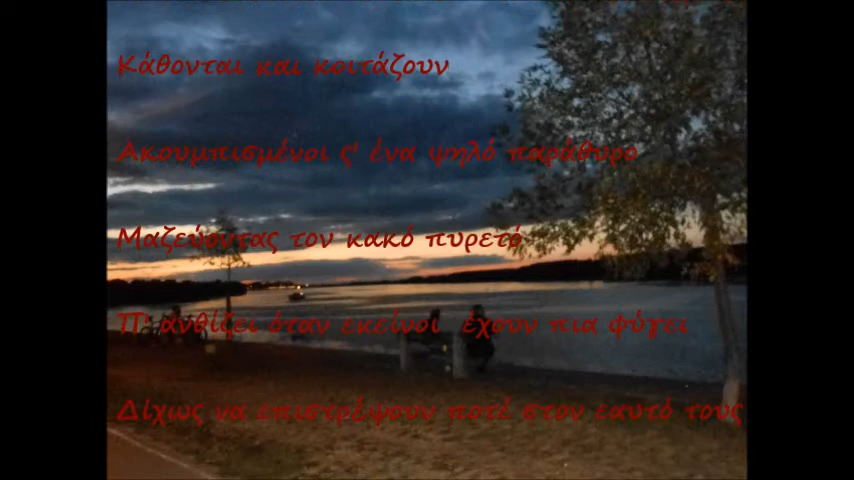 Κάθονται και κοιτάζουν
Ακουμπισμένοι ς' ένα ψηλό παράθυρο
Μαζεύοντας τον κακό πυρετό
Π' ανθίζει όταν εκείνοι έχουν πια φύγει
Δίχως να επιστρέψουν ποτέ στον εαυτό τους